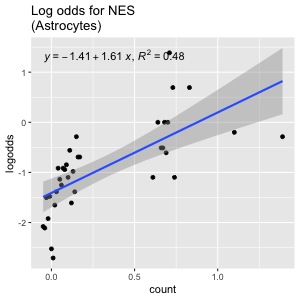 Log odds for NES
(Astrocytes)
y = −1.41 + 1.61 x, R² = 0.48
logodds
1
0
-1
-2
0.0 0.5 1.0
count